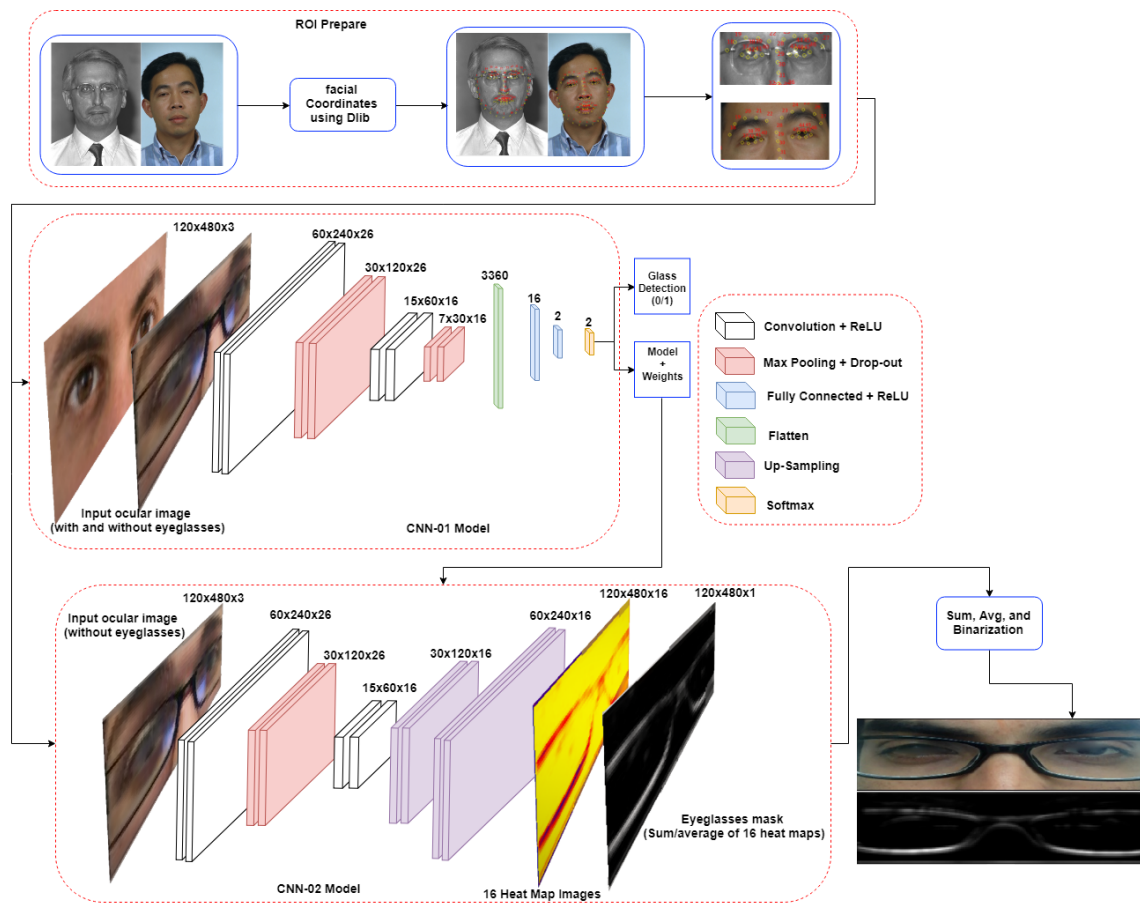 ROI Prepare
facial
Coordinates
using Dlib
120x480x3
60x240x26
30x120x26
15x60x16
7x30x16
3360
16
2
2
Glass
Detection
(0/1)
Model
+
Weights
Input ocular image
(with and without eyeglasses)
CNN-01 Model
Convolution + ReLU
Max Pooling + Drop-out
Fully Connected + ReLU
Flatten
Up-Sampling
Softmax
Input ocular image
(without eyeglasses)
120x480x3
60x240x26
30x120x26
15x60x16
30x120x16
60x240x16
120x480x16
120x480x1
Eyeglasses mask
(Sum/average of 16 heat maps)
CNN-02 Model
16 Heat Map Images
Sum, Avg, and
Binarization